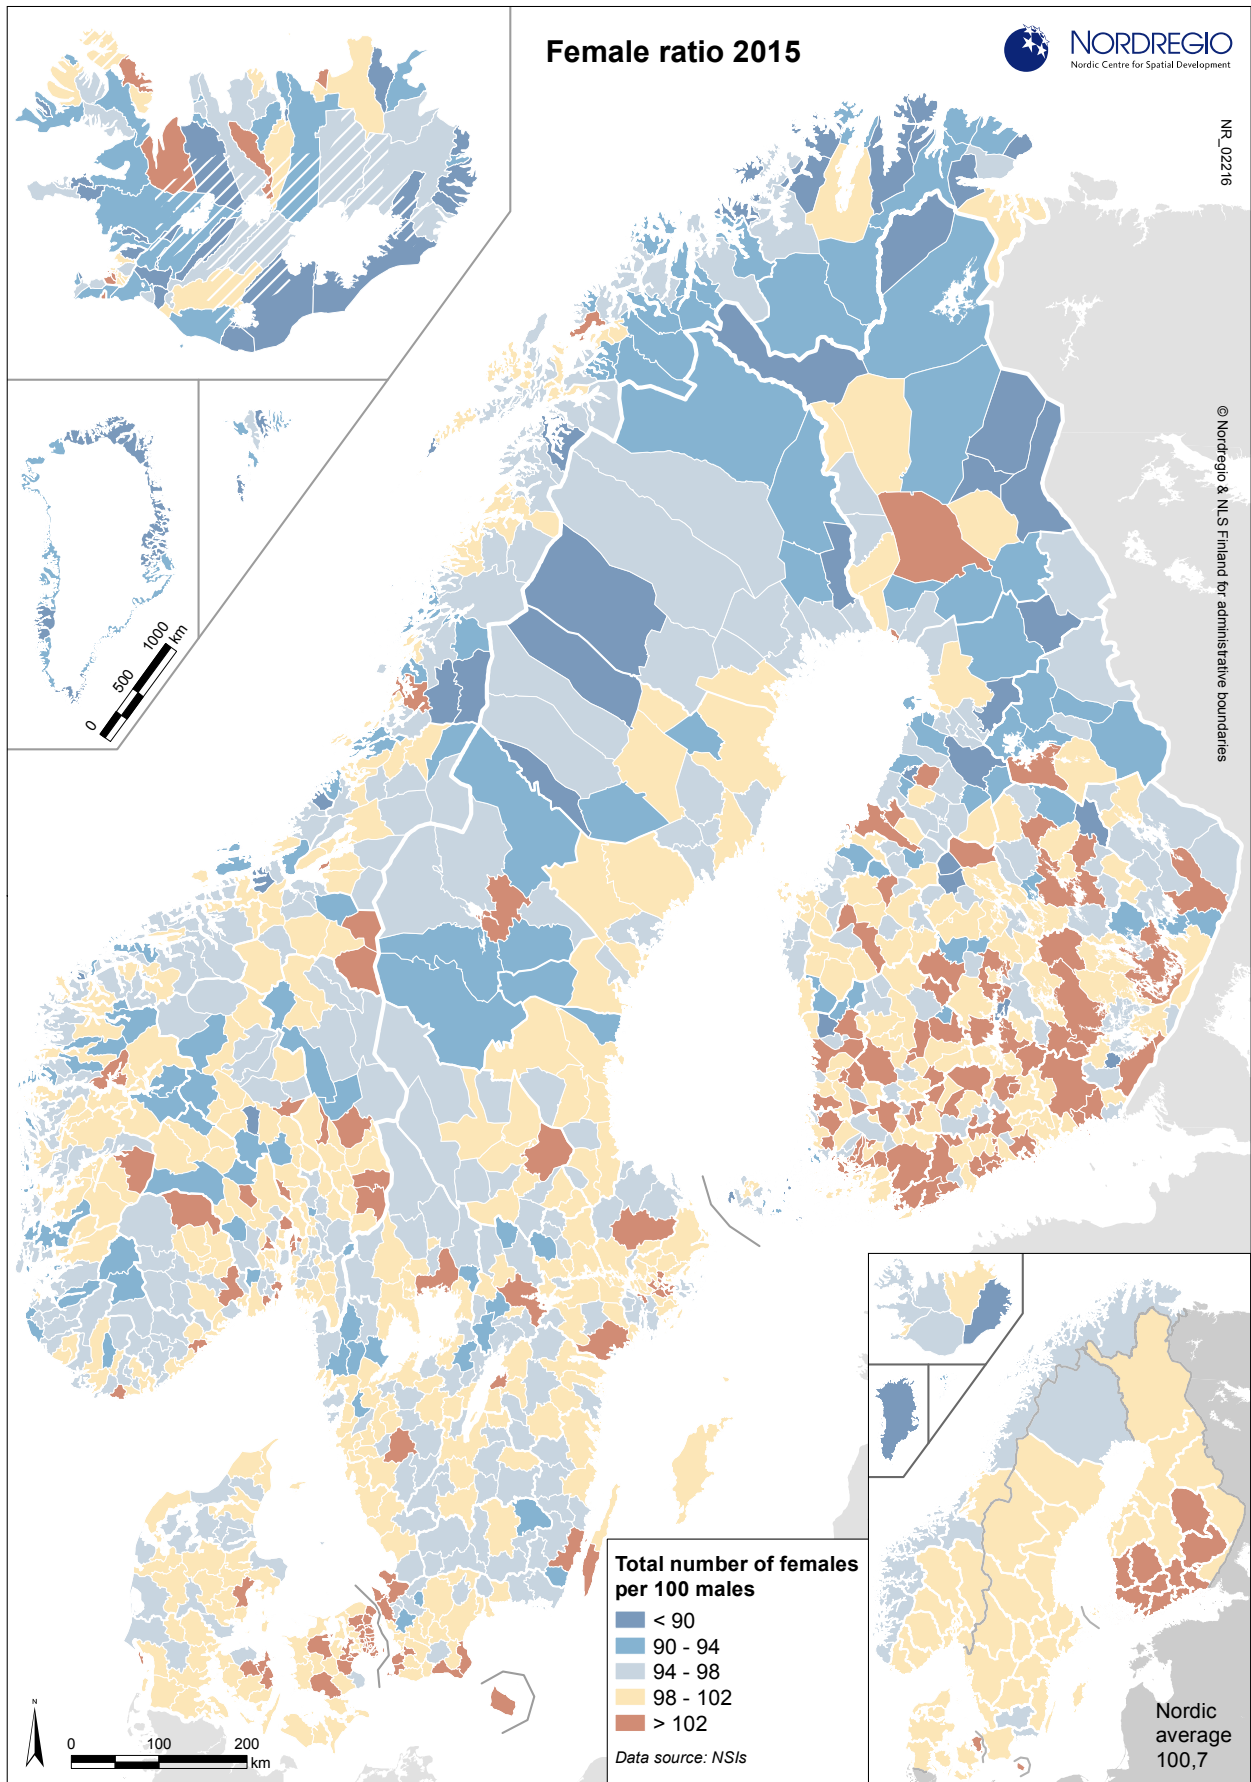 Female ratio 2015
NORDREGIO
Nordic Centre for Spatial Development
NR_02216
© Nordregio & NLS Finland for administrative boundaries
0 500 1000
km
Total number of females
per 100 males
< 90
90 - 94
94 - 98
98 - 102
> 102
Data source: NSIs
Nordic
average
100,7
N
0 100 200
km